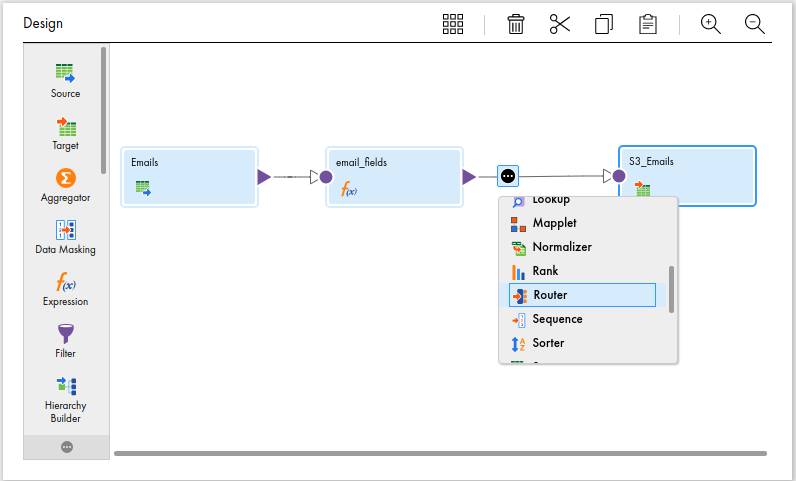 Design
Source
Target
Aggregator
Data Masking
Expression
Filter
Hierarchy
Builder
Emails
email_fields
f(x)
S3_Emails
Lookup
Mapplet
Normalizer
Rank
Router
Sequence
Sorter